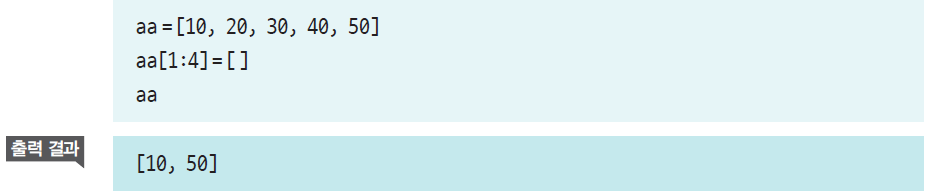 aa=[10, 20, 30, 40, 50]
aa[1:4]=[ ]
aa
출력 결과
[10, 50]